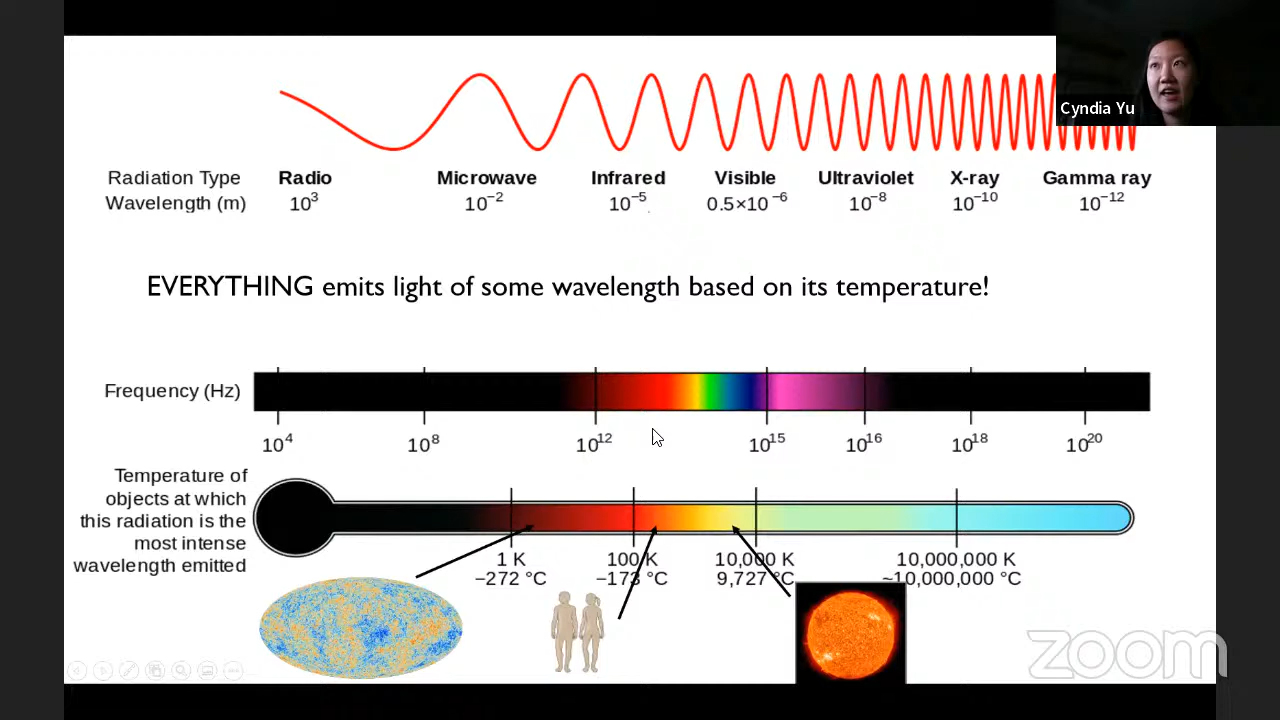 Cyndia Yu
Radiation Type Radio Microwave Infrared Visible Ultraviolet X-ray Gamma ray
Wavelength (m) 10³ 10⁻² 10⁻⁵ 0.5×10⁻⁶ 10⁻⁸ 10⁻¹⁰ 10⁻¹²
EVERYTHING emits light of some wavelength based on its temperature!
Frequency (Hz)
10⁴ 10⁸ 10¹² 10¹⁵ 10¹⁶ 10¹⁸ 10²⁰
Temperature of
objects at which
this radiation is the
most intense
wavelength emitted
1 K 100 K 10,000 K 10,000,000 K
−272 °C −173 °C 9,727 °C ~10,000,000 °C
zoom